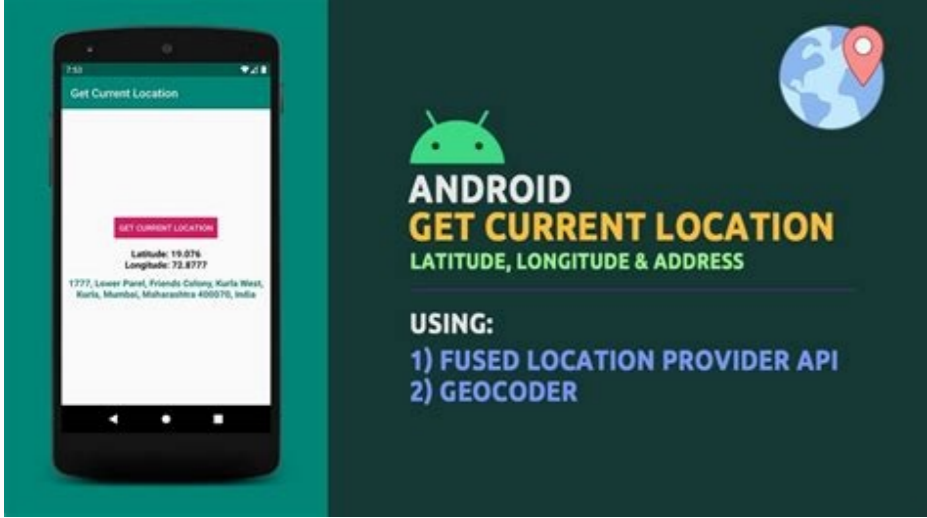 7:53
Get Current Location
GET CURRENT LOCATION
Latitude: 19.076
Longitude: 72.8777
1777, Lower Parel, Friends Colony, Kurla West,
Kurla, Mumbai, Maharashtra 400070, India
ANDROID
GET CURRENT LOCATION
LATITUDE, LONGITUDE & ADDRESS
USING:
1) FUSED LOCATION PROVIDER API
2) GEOCODER